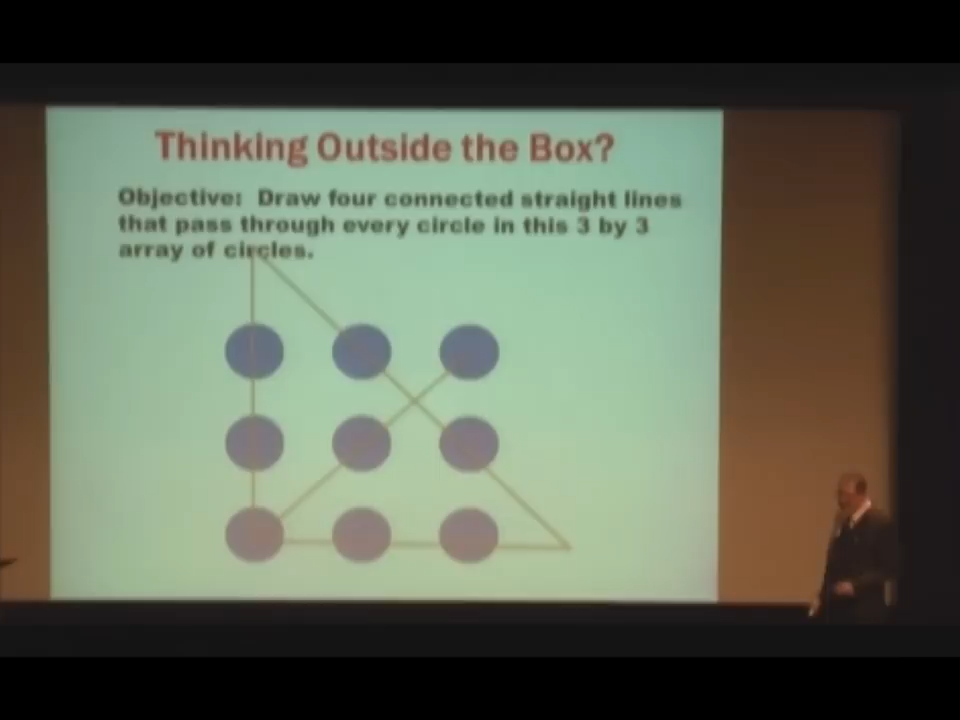 Thinking Outside the Box?
Objective: Draw four connected straight lines
that pass through every circle in this 3 by 3
array of circles.